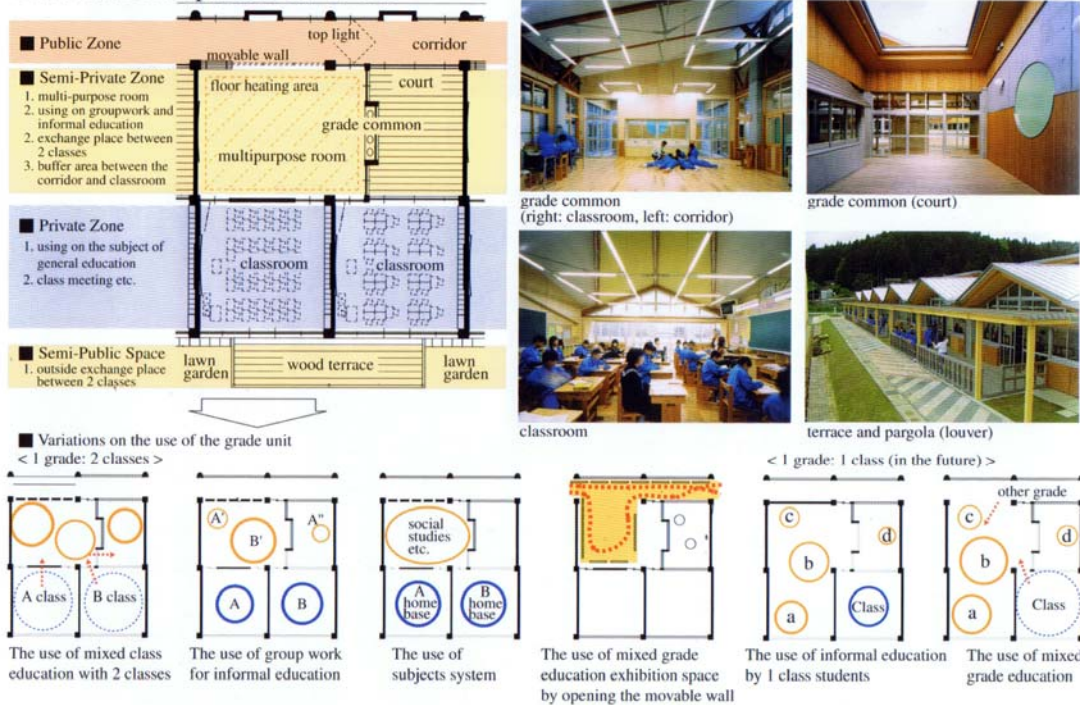 ■ Public Zone
top light
corridor
movable wall
■ Semi-Private Zone
1. multi-purpose room
2. using on groupwork and
informal education
2. exchange place between
2 classes
3. buffer area between the
corridor and classroom
floor heating area
court
grade common
multipurpose room
■ Private Zone
1. using on the subject of
general education
2. class meeting etc.
classroom
classroom
■ Semi-Public Space
1. outside exchange place
between 2 classes
lawn
garden
wood terrace
lawn
garden
grade common
(right: classroom, left: corridor)
grade common (court)
classroom
terrace and pargola (louver)
■ Variations on the use of the grade unit
< 1 grade: 2 classes >
< 1 grade: 1 class (in the future) >
A class
B class
The use of mixed class
education with 2 classes
A'
B'
A"
A
B
The use of group work
for informal education
social
studies
etc.
A
home
base
B
home
base
The use of
subjects system
The use of mixed grade
education exhibition space
by opening the movable wall
c
d
b
a
Class
The use of informal education
by 1 class students
other grade
c
d
b
a
Class
The use of mixed
grade education